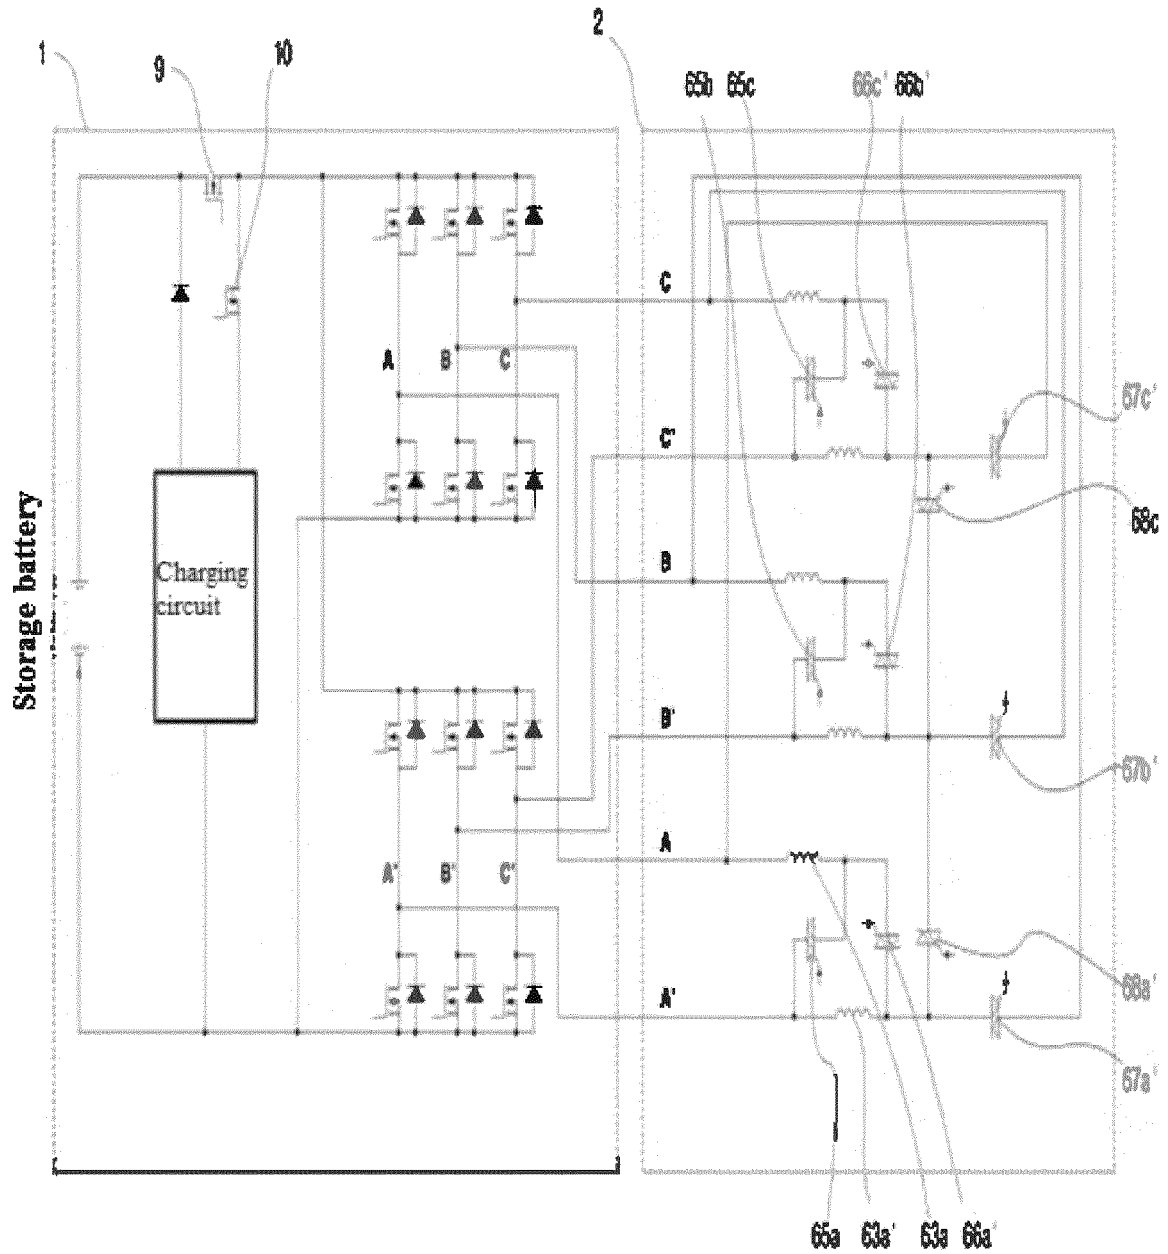 1
9
10
2
65b
65c
66c'
66b'
C
A
B
C
67c'
C'
68c
Storage battery
Charging
circuit
B
B'
67b'
A
A'
B'
C'
A'
68a'
67a'
65a
63a'
63a
66a'